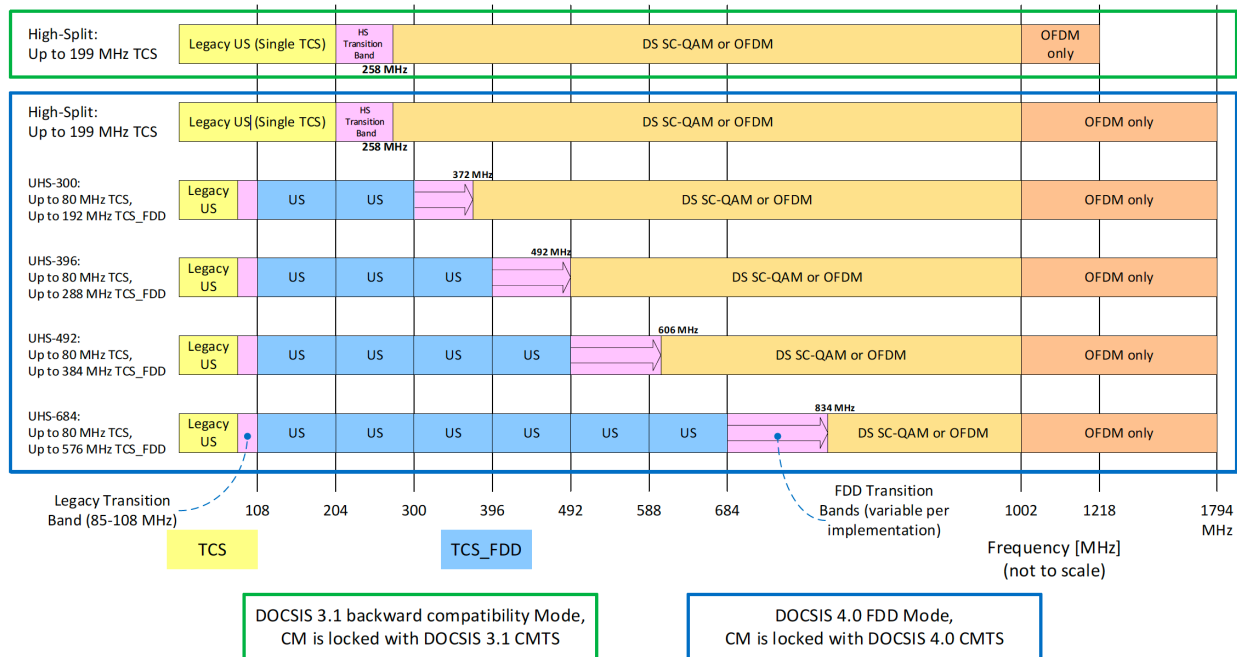 High-Split:
Up to 199 MHz TCS
Legacy US (Single TCS)
HS
Transition
Band
258 MHz
DS SC-QAM or OFDM
OFDM
only
High-Split:
Up to 199 MHz TCS
Legacy US (Single TCS)
HS
Transition
Band
258 MHz
DS SC-QAM or OFDM
OFDM only
UHS-300:
Up to 80 MHz TCS,
Up to 192 MHz TCS_FDD
Legacy
US
US
US
372 MHz
DS SC-QAM or OFDM
OFDM only
UHS-396:
Up to 80 MHz TCS,
Up to 288 MHz TCS_FDD
Legacy
US
US
US
US
492 MHz
DS SC-QAM or OFDM
OFDM only
UHS-492:
Up to 80 MHz TCS,
Up to 384 MHz TCS_FDD
Legacy
US
US
US
US
US
606 MHz
DS SC-QAM or OFDM
OFDM only
UHS-684:
Up to 80 MHz TCS,
Up to 576 MHz TCS_FDD
Legacy
US
US
US
US
US
US
US
834 MHz
DS SC-QAM or OFDM
OFDM only
Legacy Transition
Band (85-108 MHz)
108
204
300
396
492
588
684
FDD Transition
Bands (variable per
implementation)
1002
1218
1794
MHz
TCS
TCS_FDD
Frequency [MHz]
(not to scale)
DOCSIS 3.1 backward compatibility Mode,
CM is locked with DOCSIS 3.1 CMTS
DOCSIS 4.0 FDD Mode,
CM is locked with DOCSIS 4.0 CMTS